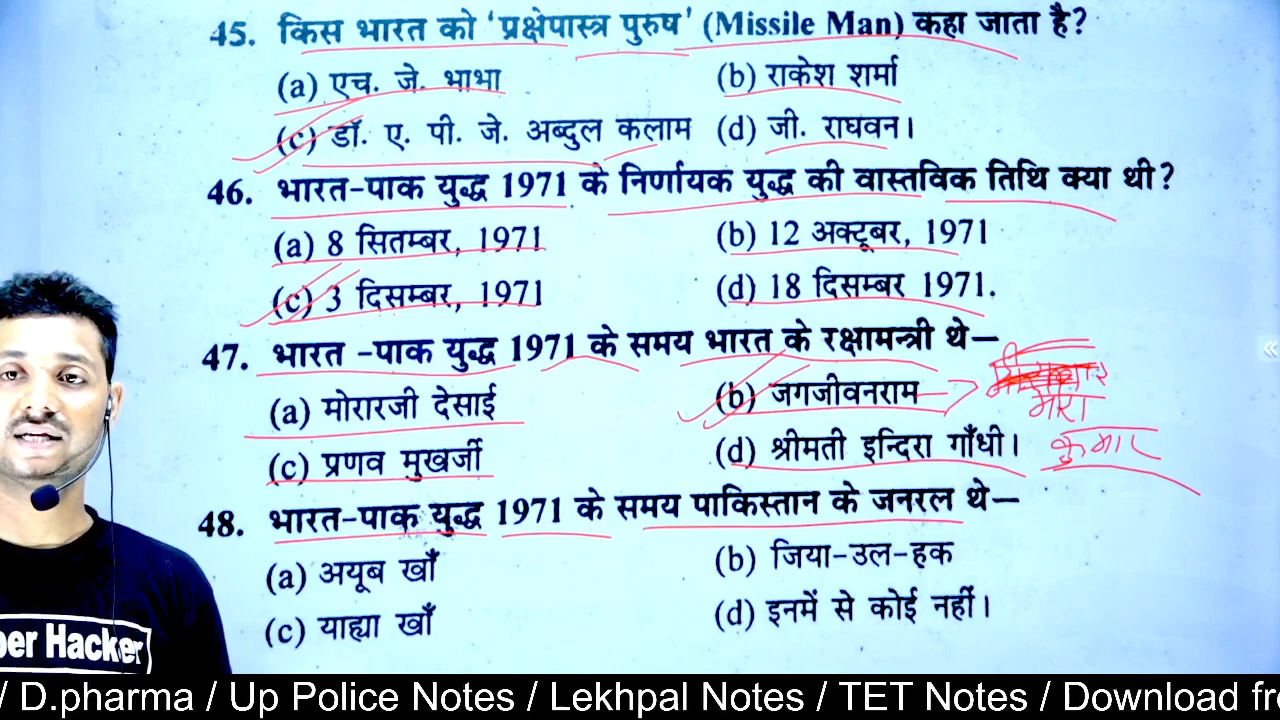 45. किस भारत को 'प्रक्षेपास्त्र पुरुष' (Missile Man) कहा जाता है?
(a) एच. जे. भाभा (b) राकेश शर्मा
(c) डॉ. ए. पी. जे. अब्दुल कलाम (d) जी. राघवन।
46. भारत-पाक युद्ध 1971 के निर्णायक युद्ध की वास्तविक तिथि क्या थी?
(a) 8 सितम्बर, 1971 (b) 12 अक्टूबर, 1971
(c) 3 दिसम्बर, 1971 (d) 18 दिसम्बर 1971.
47. भारत -पाक युद्ध 1971 के समय भारत के रक्षामन्त्री थे—
(a) मोरारजी देसाई (b) जगजीवनराम
मीरा
(c) प्रणव मुखर्जी (d) श्रीमती इन्दिरा गाँधी। कुमार
48. भारत-पाक युद्ध 1971 के समय पाकिस्तान के जनरल थे—
(a) अयूब खाँ (b) जिया-उल-हक
(c) याह्या खाँ (d) इनमें से कोई नहीं।
per Hacker
/ D.pharma / Up Police Notes / Lekhpal Notes / TET Notes / Download fr